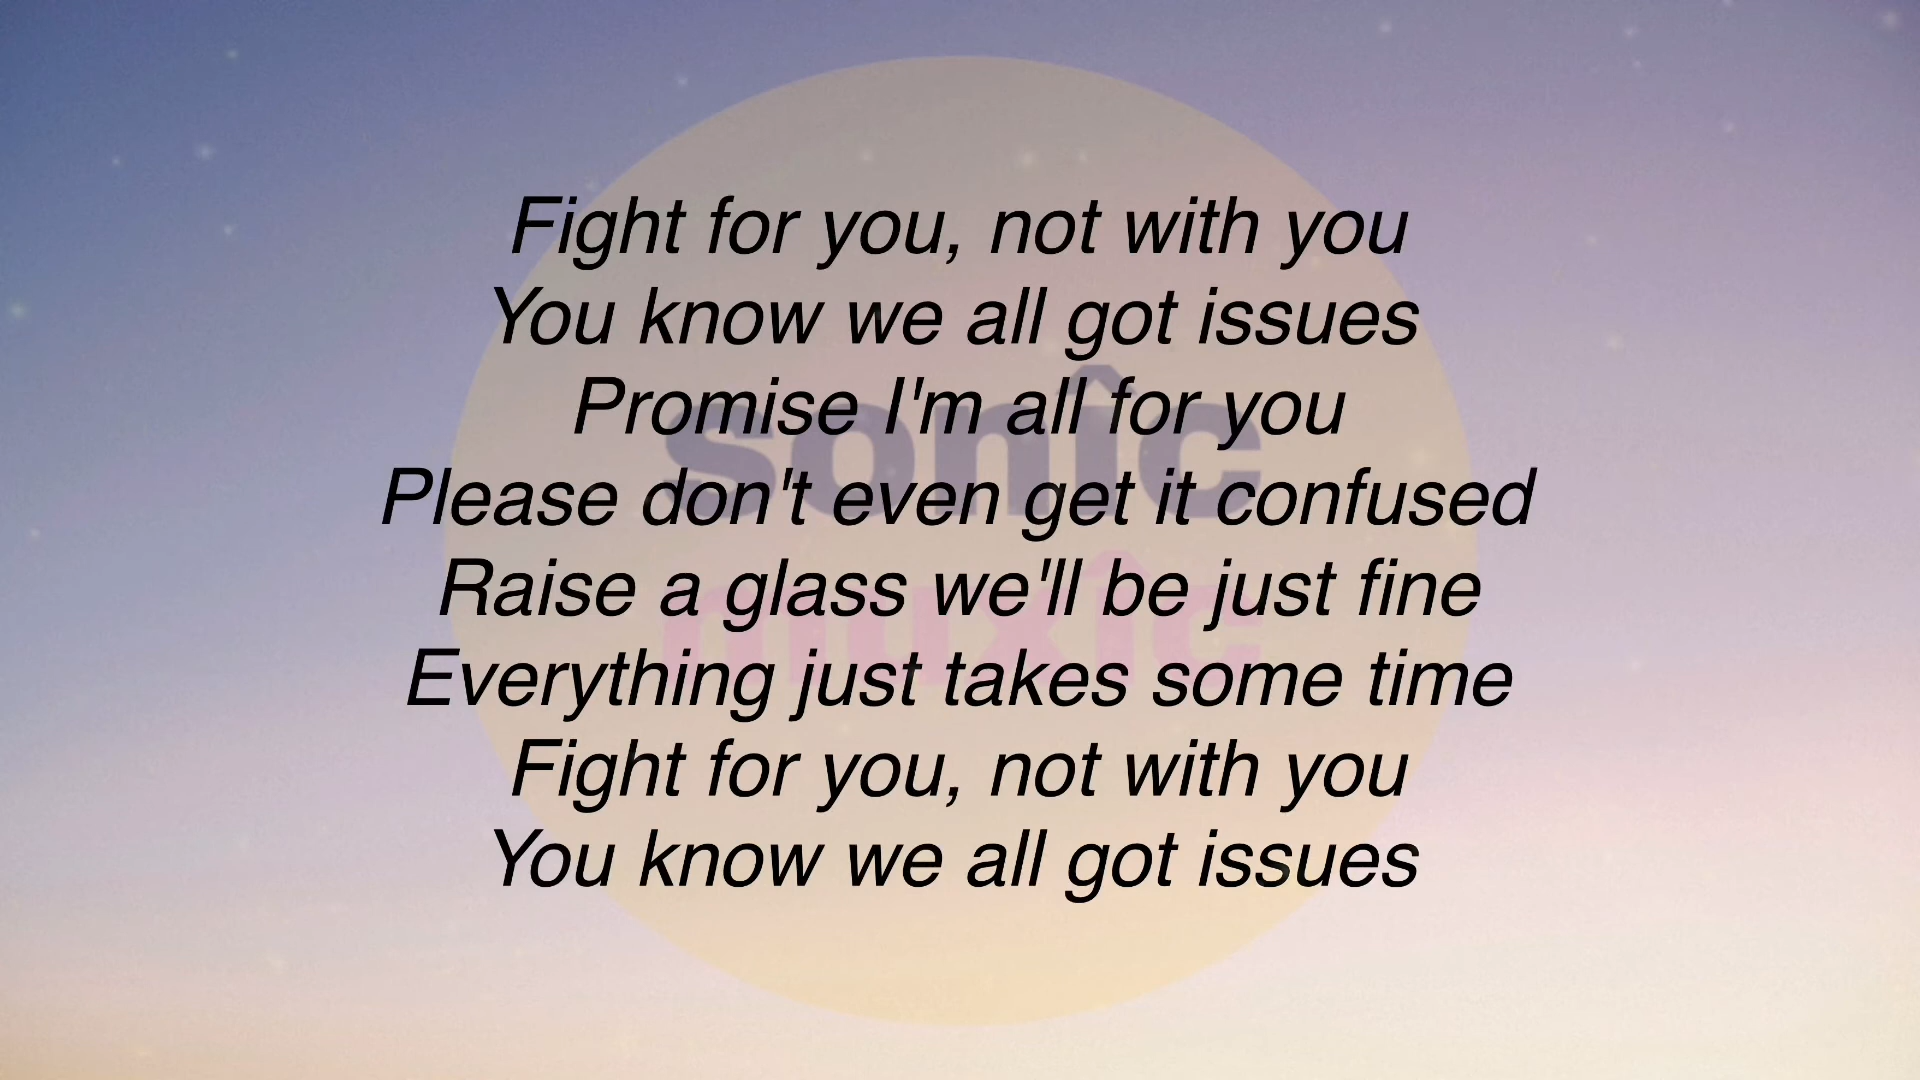 Fight for you, not with you
You know we all got issues
Promise I'm all for you
Please don't even get it confused
Raise a glass we'll be just fine
Everything just takes some time
Fight for you, not with you
You know we all got issues
sonîc
muxîc